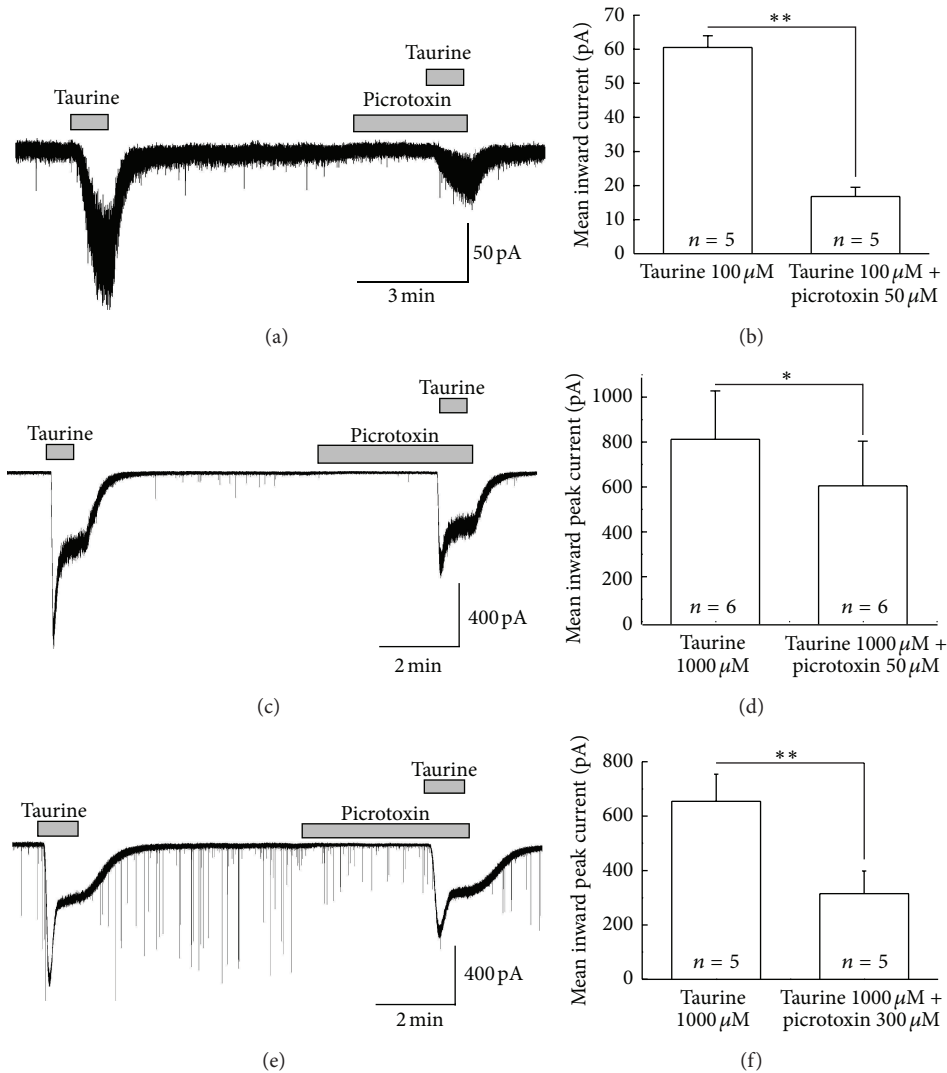 Taurine
Picrotoxin
Taurine
50 pA
3 min
(a)
Mean inward current (pA)
70
60
50
40
30
20
10
0
**
n = 5
n = 5
Taurine 100 μM
Taurine 100 μM +
picrotoxin 50 μM
(b)
Taurine
Picrotoxin
Taurine
400 pA
2 min
(c)
Mean inward peak current (pA)
1000
800
600
400
200
0
*
n = 6
n = 6
Taurine
1000 μM
Taurine 1000 μM +
picrotoxin 50 μM
(d)
Taurine
Picrotoxin
Taurine
400 pA
2 min
(e)
Mean inward peak current (pA)
800
600
400
200
0
**
n = 5
n = 5
Taurine
1000 μM
Taurine 1000 μM +
picrotoxin 300 μM
(f)